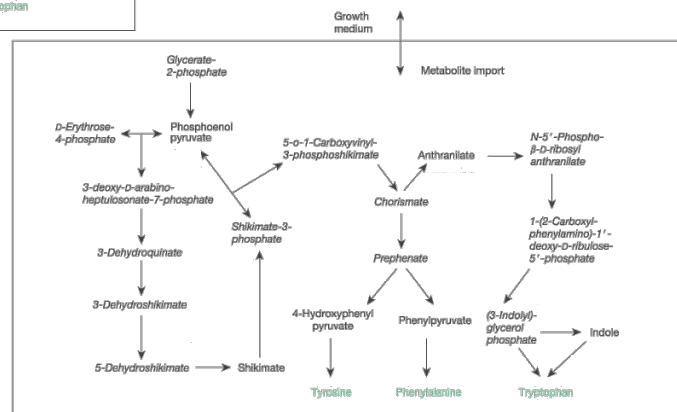 tophan
Growth
medium
Metabolite import
Glycerate-
2-phosphate
D-Erythrose-
4-phosphate
Phosphoenol
pyruvate
5-o-1-Carboxyvinyl-
3-phosphoshikimate
Anthranilate
N-5'-Phospho-
β-D-ribosyl
anthranilate
3-deoxy-D-arabino-
heptulosonate-7-phosphate
Chorismate
Shikimate-3-
phosphate
1-(2-Carboxyl-
phenylamino)-1'-
deoxy-D-ribulose-
5'-phosphate
3-Dehydroquinate
Prephenate
3-Dehydroshikimate
4-Hydroxyphenyl
pyruvate
Phenylpyruvate
(3-Indolyl)-
glycerol
phosphate
Indole
5-Dehydroshikimate
Shikimate
Tyrosine
Phenylalanine
Tryptophan